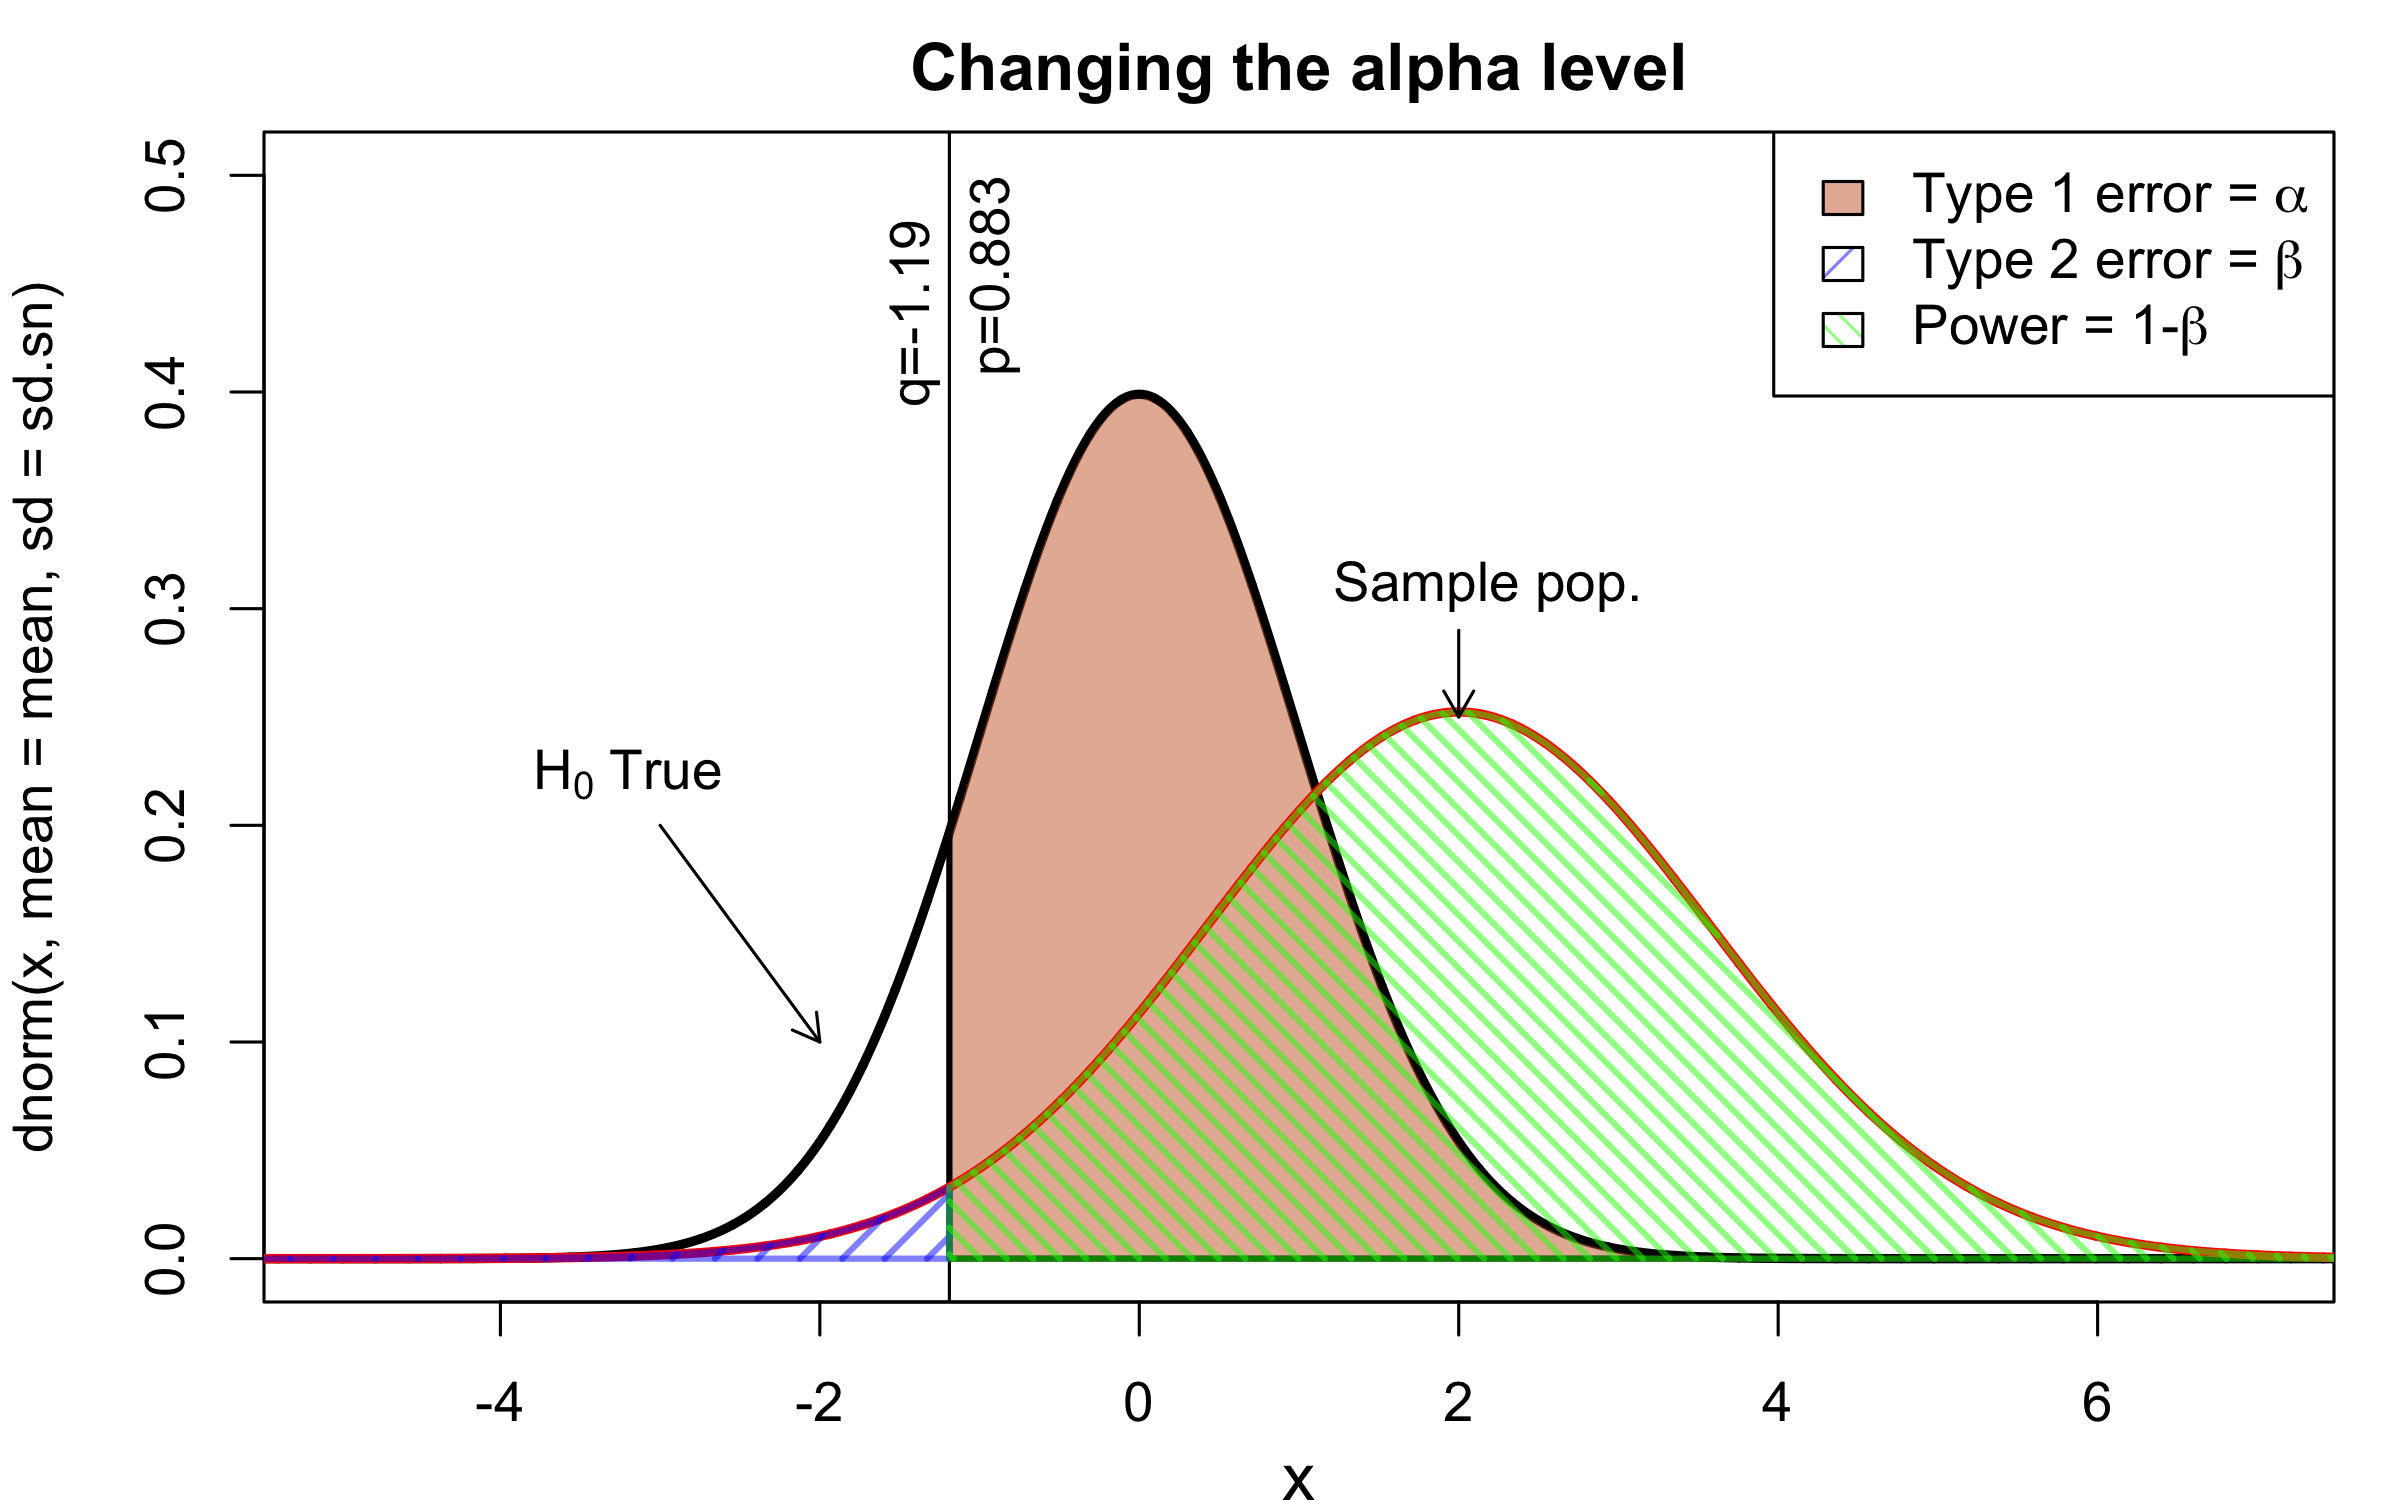 Changing the alpha level
dnorm(x, mean = mean, sd = sd.sn)
0.5
0.4
0.3
0.2
0.1
0.0
q=-1.19
p=0.883
Type 1 error = α
Type 2 error = β
Power = 1-β
Sample pop.
H₀ True
-4
-2
0
2
4
6
x